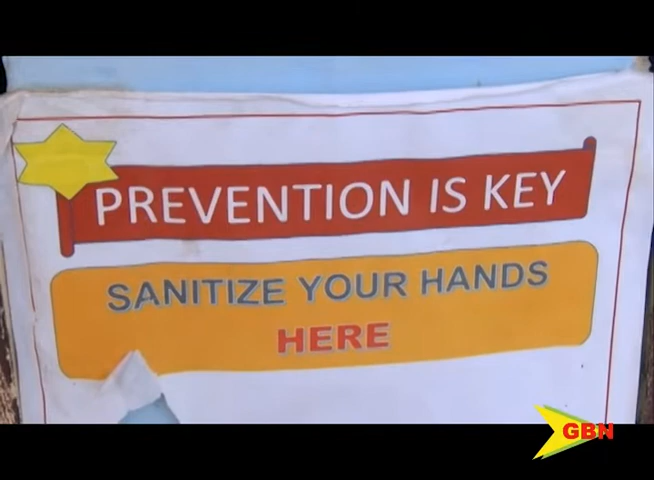 PREVENTION IS KEY
SANITIZE YOUR HANDS
HERE
GBN